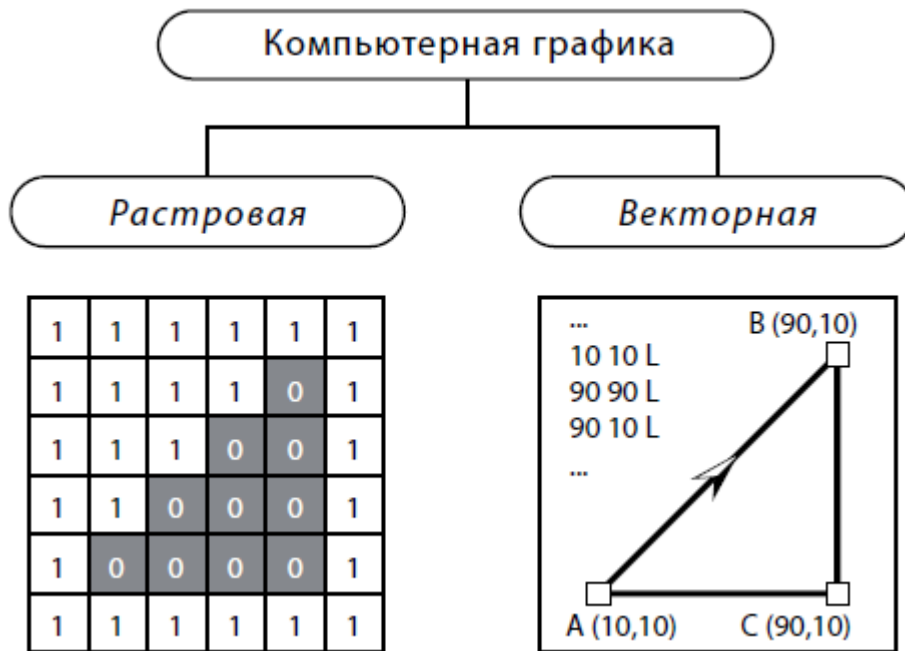 Компьютерная графика
Растровая
Векторная
1 1 1 1 1 1
1 1 1 1 0 1
1 1 1 0 0 1
1 1 0 0 0 1
1 0 0 0 0 1
1 1 1 1 1 1
...
B (90,10)
10 10 L
90 90 L
90 10 L
...
A (10,10)
C (90,10)